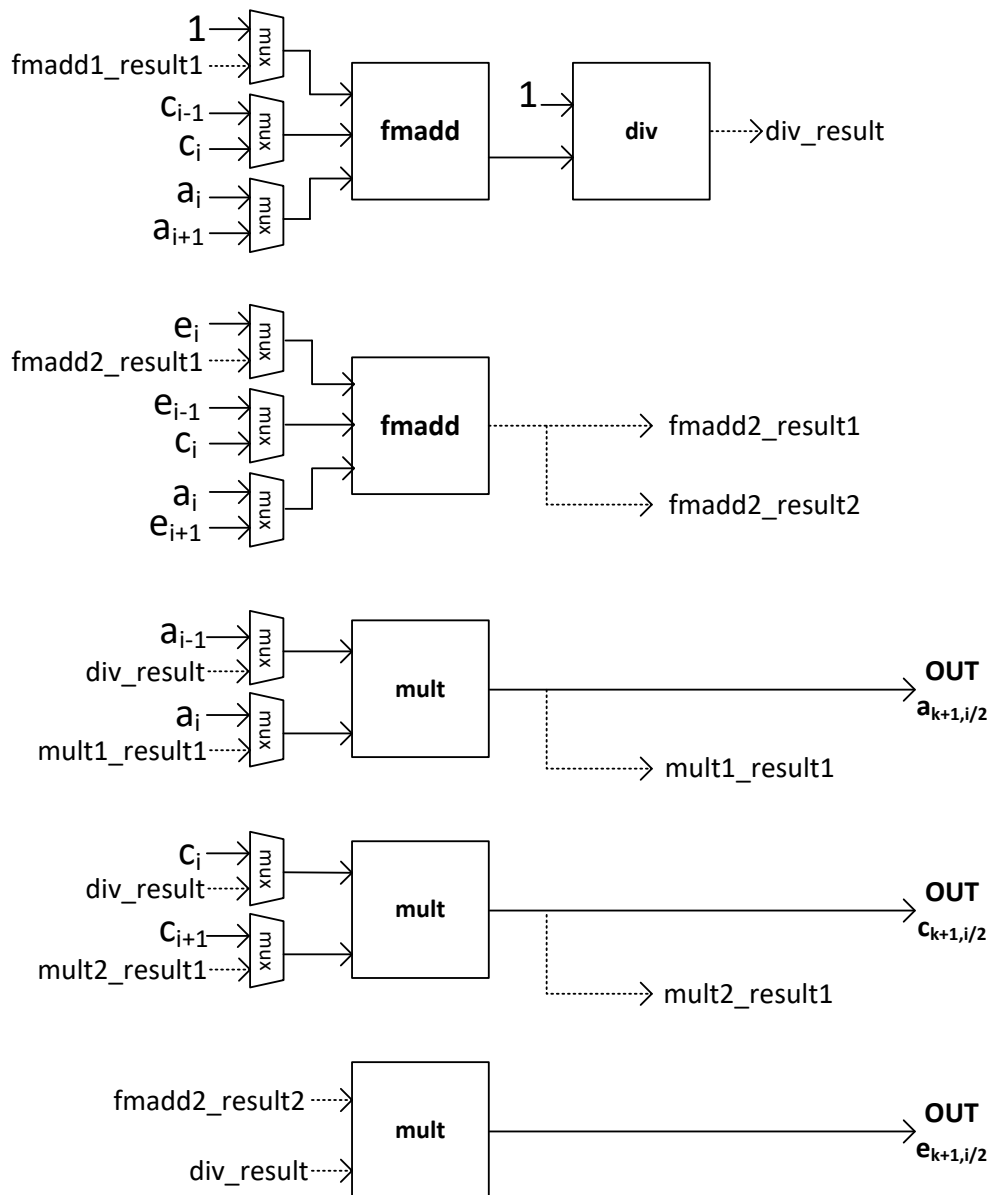 1
mux
fmadd1_result1
c_{i-1}
mux
c_i
a_i
mux
a_{i+1}
fmadd
1
div
div_result
e_i
mux
fmadd2_result1
e_{i-1}
mux
c_i
a_i
mux
e_{i+1}
fmadd
fmadd2_result1
fmadd2_result2
a_{i-1}
mux
div_result
a_i
mux
mult1_result1
mult
OUT
a_{k+1,i/2}
mult1_result1
c_i
mux
div_result
c_{i+1}
mux
mult2_result1
mult
OUT
c_{k+1,i/2}
mult2_result1
fmadd2_result2
div_result
mult
OUT
e_{k+1,i/2}